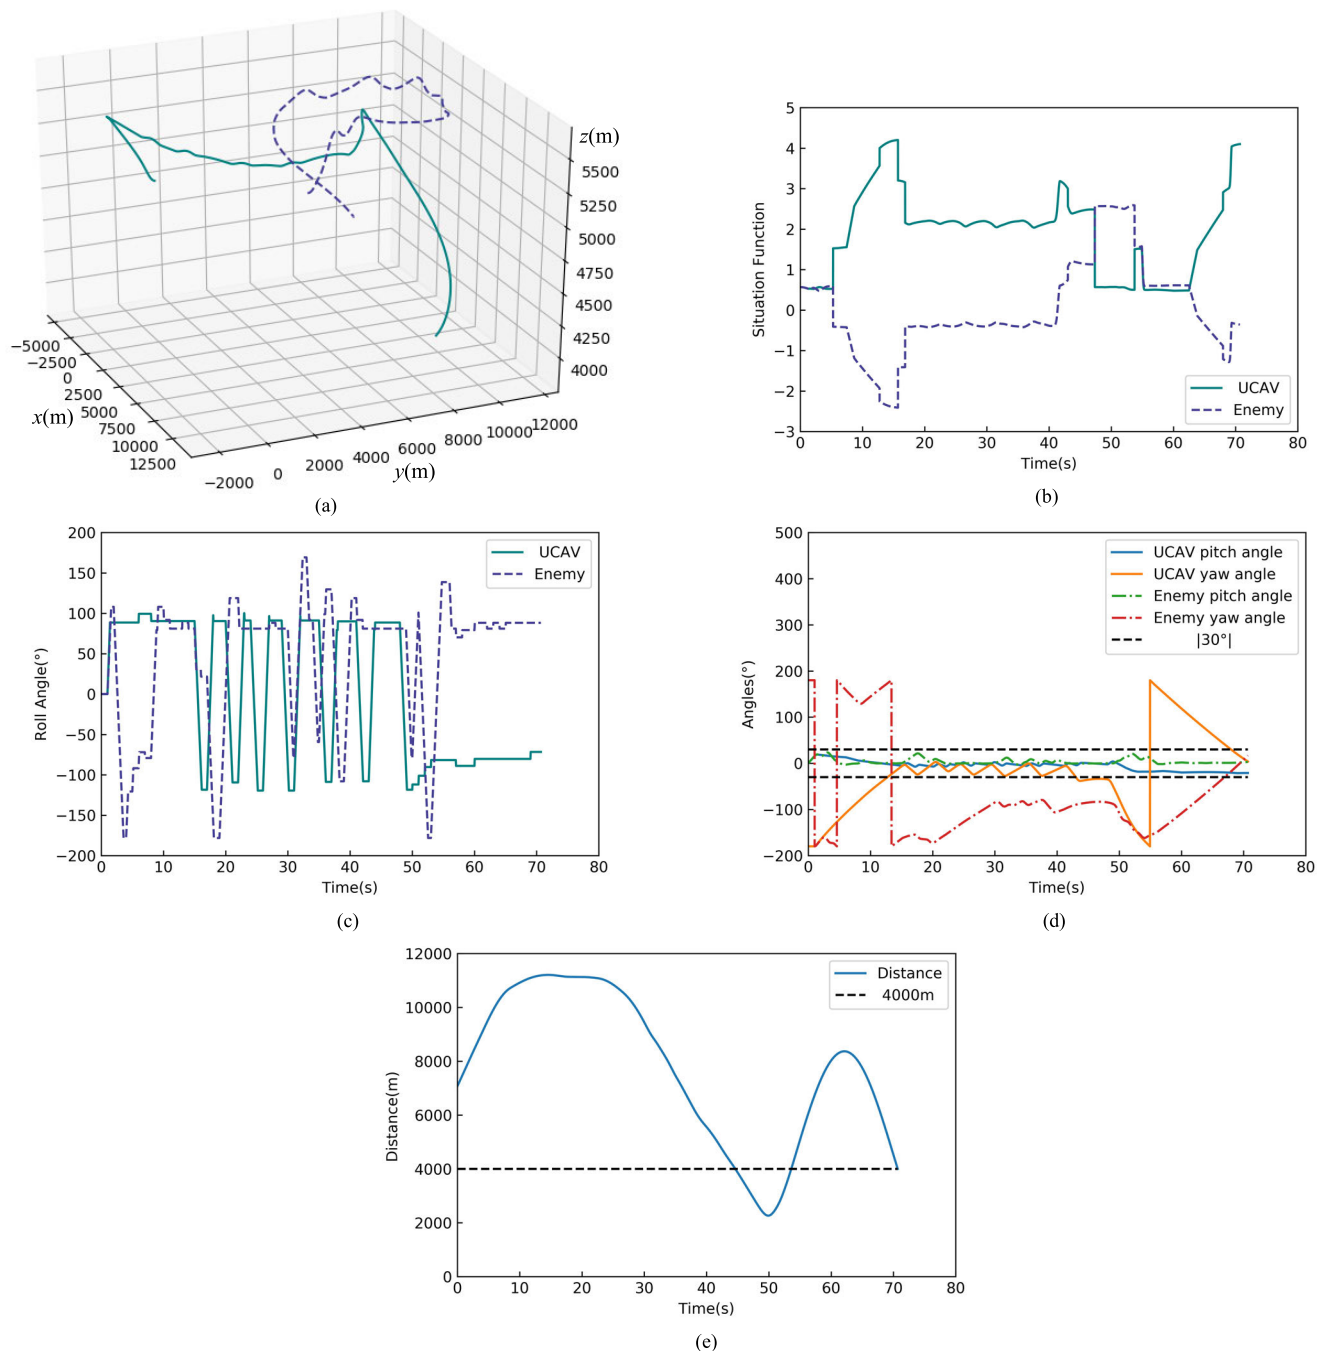 z(m)
5500
5250
5000
4750
4500
4250
4000
−5000
−2500
0
2500
5000
7500
10000
12500
x(m)
−2000
0
2000
4000
6000
8000
10000
12000
y(m)
(a)
5
4
3
2
1
0
−1
−2
−3
Situation Function
UCAV
Enemy
0 10 20 30 40 50 60 70 80
Time(s)
(b)
200
150
100
50
0
−50
−100
−150
−200
Roll Angle(°)
UCAV
Enemy
0 10 20 30 40 50 60 70 80
Time(s)
(c)
500
400
300
200
100
0
−100
−200
Angles(°)
UCAV pitch angle
UCAV yaw angle
Enemy pitch angle
Enemy yaw angle
|30°|
0 10 20 30 40 50 60 70 80
Time(s)
(d)
12000
10000
8000
6000
4000
2000
0
Distance(m)
Distance
4000m
0 10 20 30 40 50 60 70 80
Time(s)
(e)